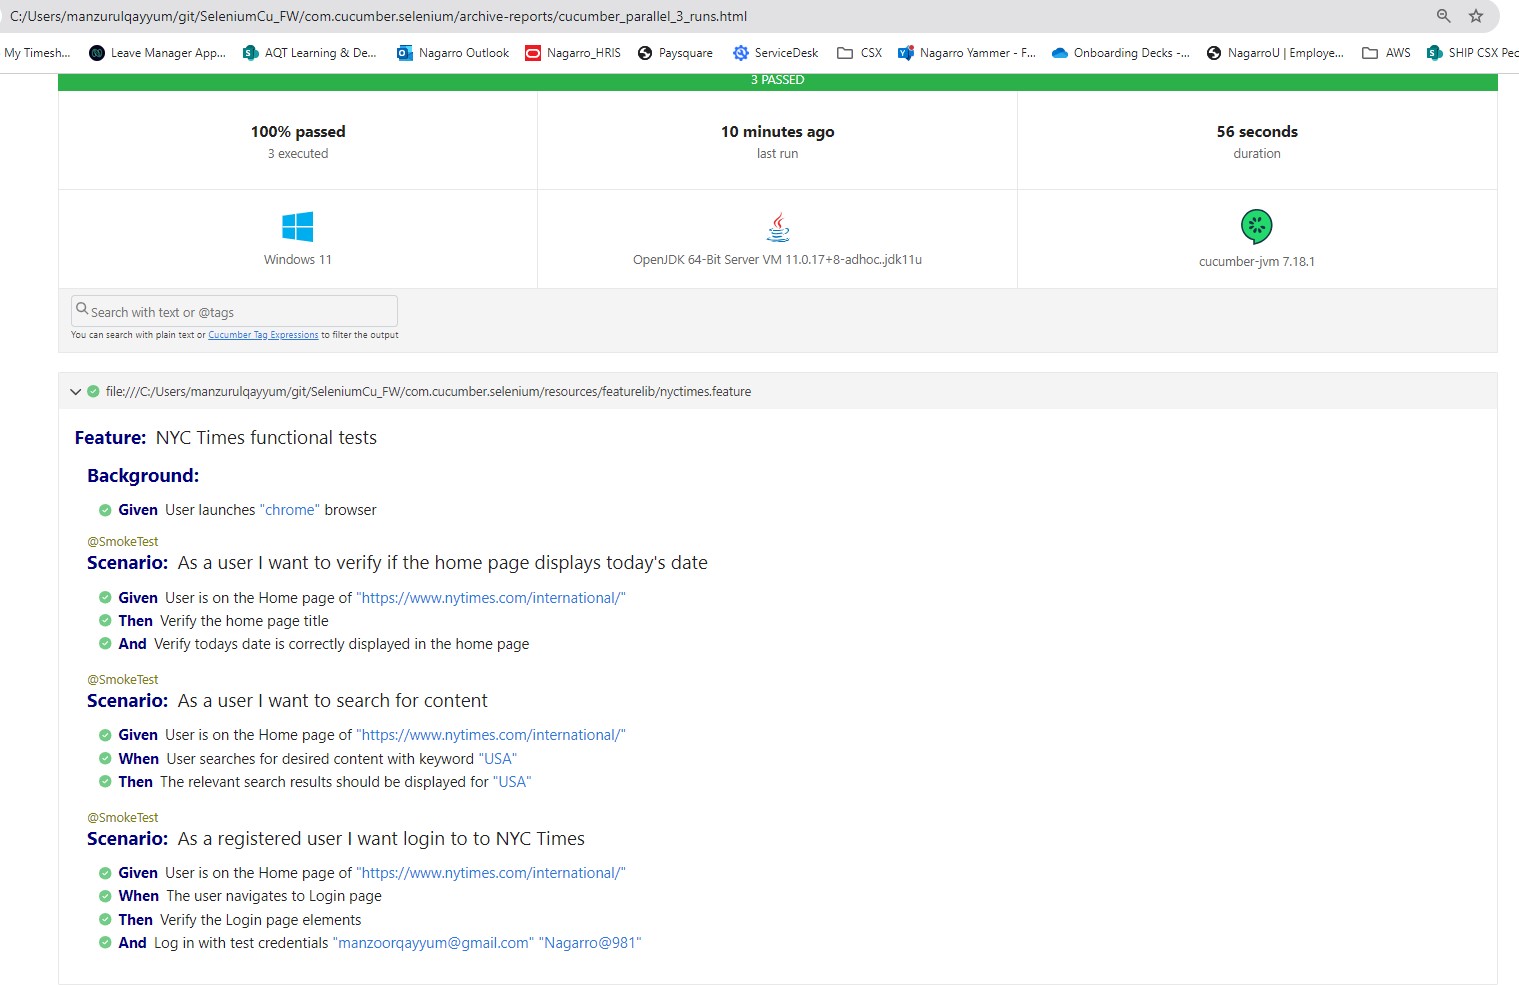 C:/Users/manzurulqayyum/git/SeleniumCu_FW/com.cucumber.selenium/archive-reports/cucumber_parallel_3_runs.html
My Timesh... Leave Manager App... AQT Learning & De... Nagarro Outlook Nagarro_HRIS Paysquare ServiceDesk CSX Nagarro Yammer - F... Onboarding Decks -... NagarroU | Employe... AWS SHIP CSX Pec
3 PASSED
100% passed 10 minutes ago 56 seconds
3 executed last run duration
Windows 11 OpenJDK 64-Bit Server VM 11.0.17+8-adhoc..jdk11u cucumber-jvm 7.18.1
Search with text or @tags
You can search with plain text or Cucumber Tag Expressions to filter the output
file:///C:/Users/manzurulqayyum/git/SeleniumCu_FW/com.cucumber.selenium/resources/featurelib/nyctimes.feature
Feature: NYC Times functional tests
Background:
Given User launches "chrome" browser
@SmokeTest
Scenario: As a user I want to verify if the home page displays today's date
Given User is on the Home page of "https://www.nytimes.com/international/"
Then Verify the home page title
And Verify todays date is correctly displayed in the home page
@SmokeTest
Scenario: As a user I want to search for content
Given User is on the Home page of "https://www.nytimes.com/international/"
When User searches for desired content with keyword "USA"
Then The relevant search results should be displayed for "USA"
@SmokeTest
Scenario: As a registered user I want login to to NYC Times
Given User is on the Home page of "https://www.nytimes.com/international/"
When The user navigates to Login page
Then Verify the Login page elements
And Log in with test credentials "manzoorqayyum@gmail.com" "Nagarro@981"